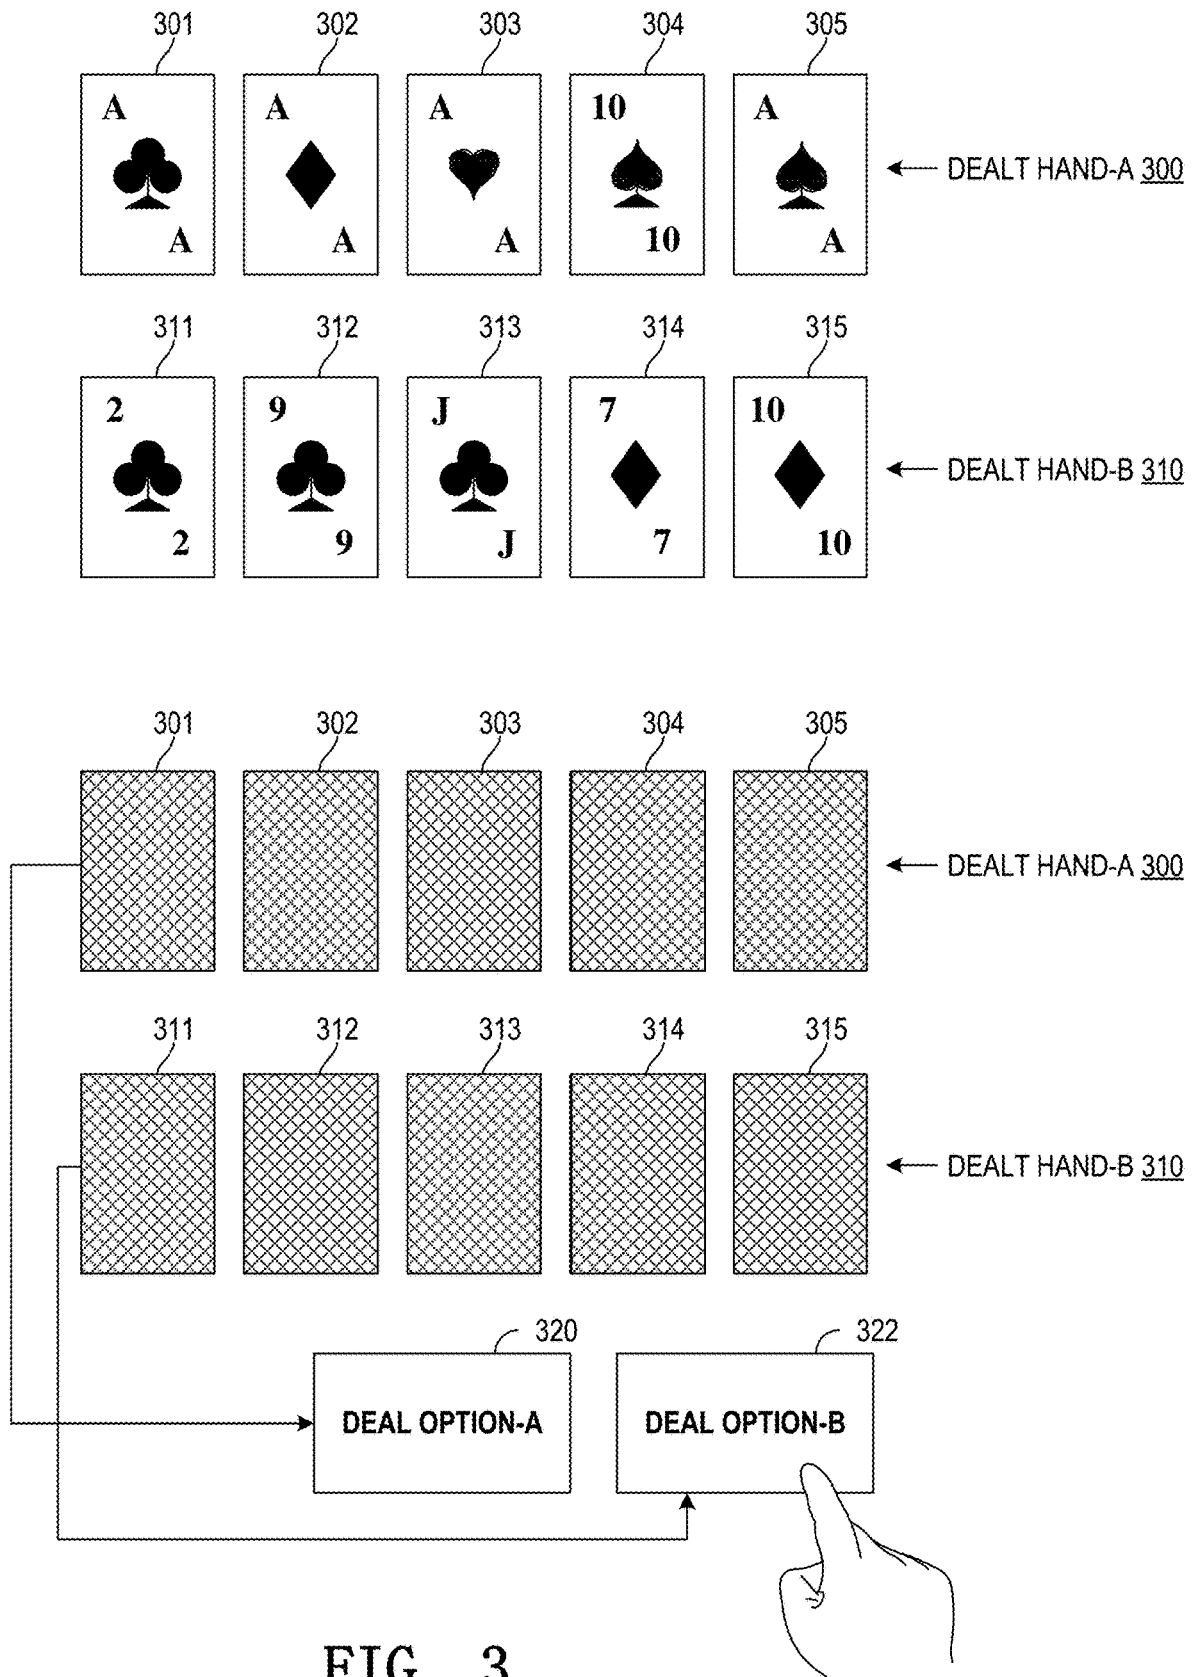 301 302 303 304 305
A A A 10 A
DEALT HAND-A 300
A A A 10 A
311 312 313 314 315
2 9 J 7 10
DEALT HAND-B 310
2 9 J 7 10
301 302 303 304 305
DEALT HAND-A 300
311 312 313 314 315
DEALT HAND-B 310
320 322
DEAL OPTION-A DEAL OPTION-B
FIG. 3